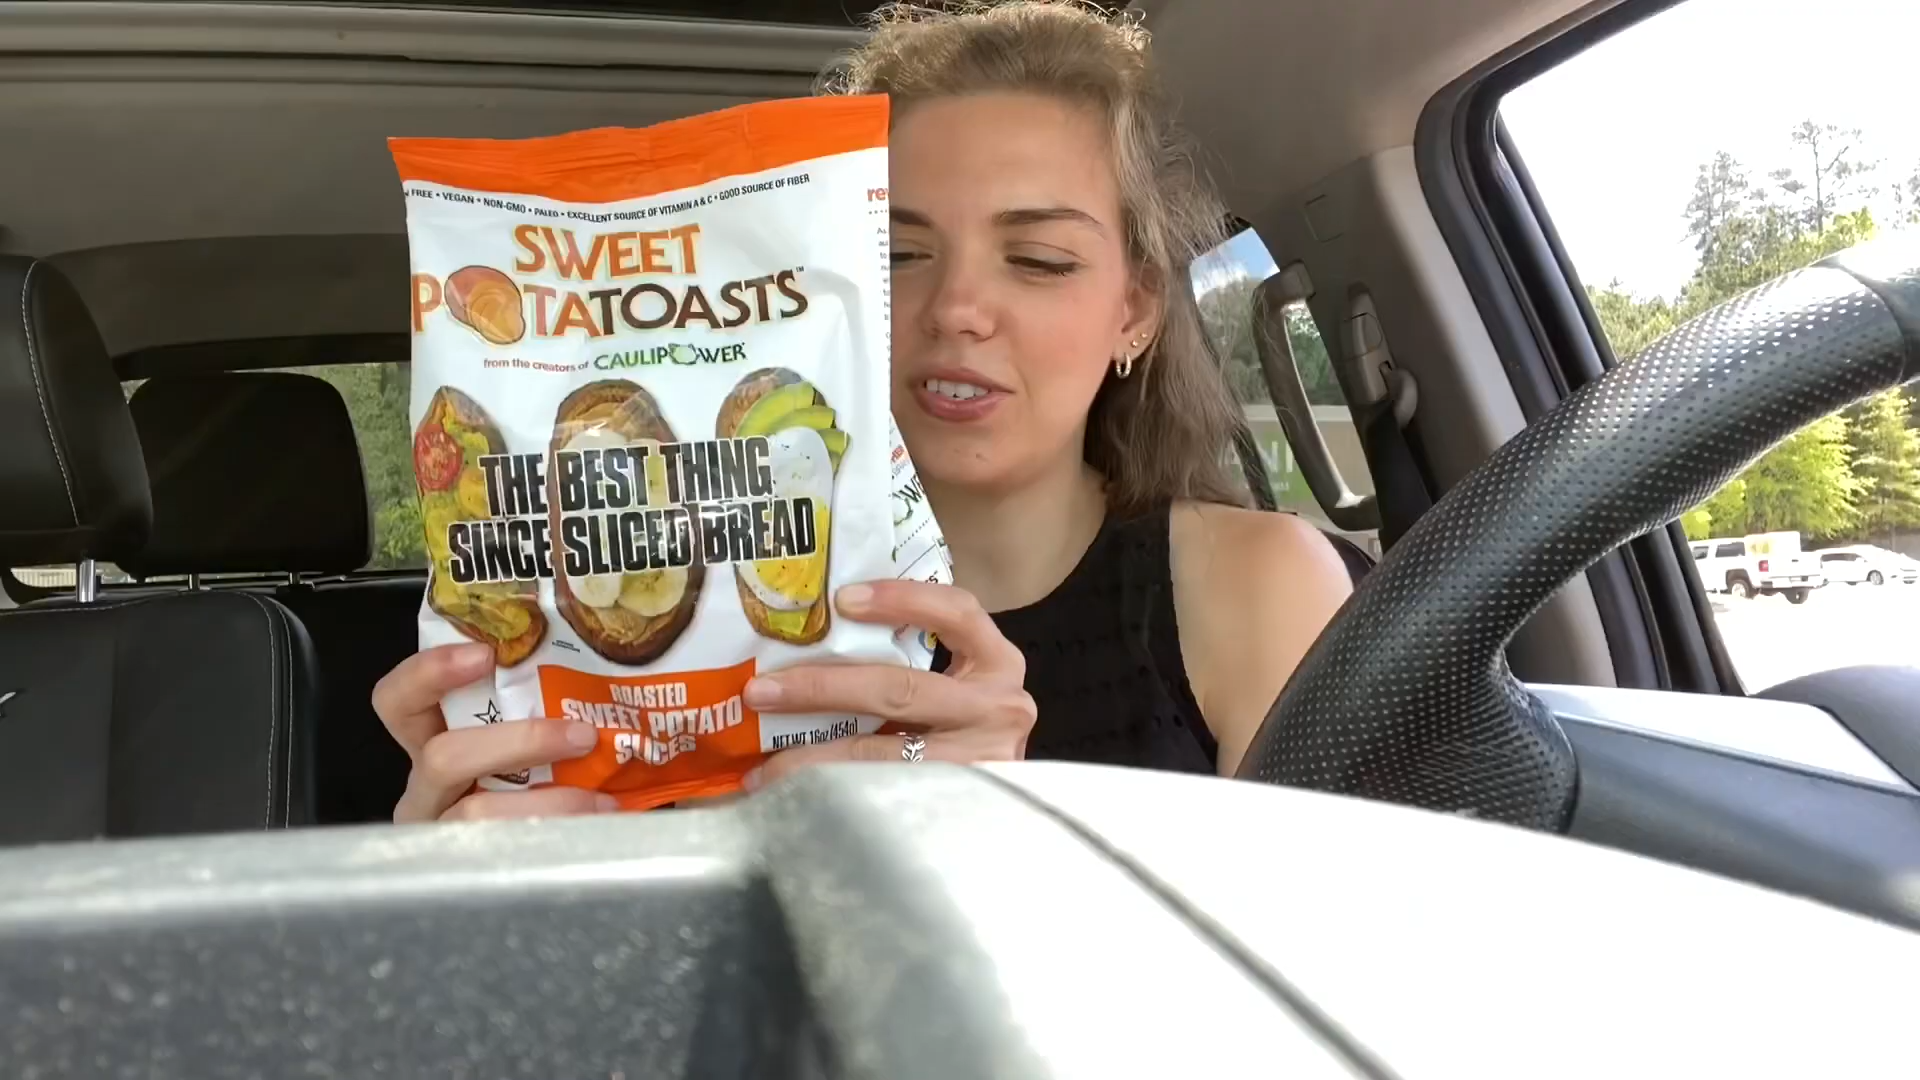 FREE • VEGAN • NON-GMO • PALEO • EXCELLENT SOURCE OF VITAMIN A & C • GOOD SOURCE OF FIBER
SWEET
POTATOASTS™
from the creators of CAULIPOWER
THE BEST THING
SINCE SLICED BREAD
ROASTED
SWEET POTATO
SLICES
NET WT 16oz (454g)
K